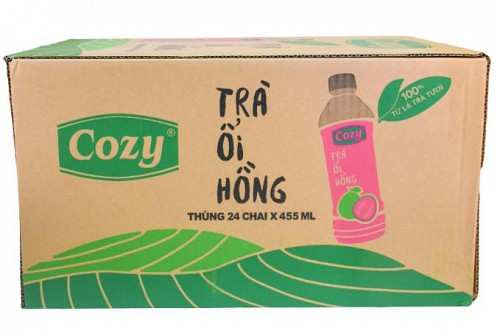 Cozy®
TRÀ
ỔI
HỒNG
THÙNG 24 CHAI X 455 ML
Cozy
TRÀ
ỔI
HỒNG
100%
TỪ LÁ TRÀ TƯƠI